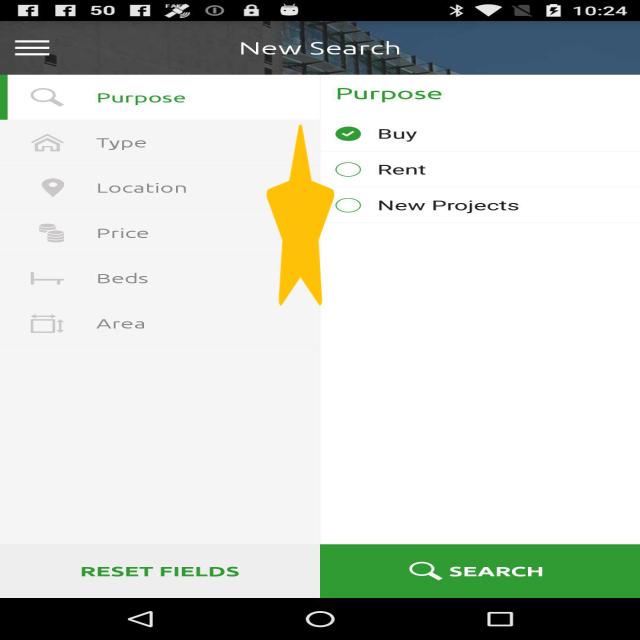 50
10:24
New Search
Purpose
Type
Location
Price
Beds
Area
Purpose
Buy
Rent
New Projects
RESET FIELDS
SEARCH